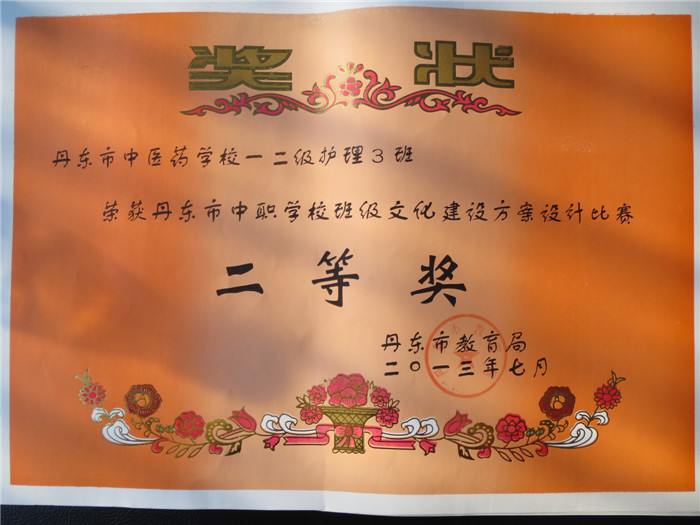 奖状
丹东市中医药学校一二级护理3班
荣获丹东市中职学校班级文化建设方案设计比赛
二等奖
丹东市教育局
二〇一三年七月